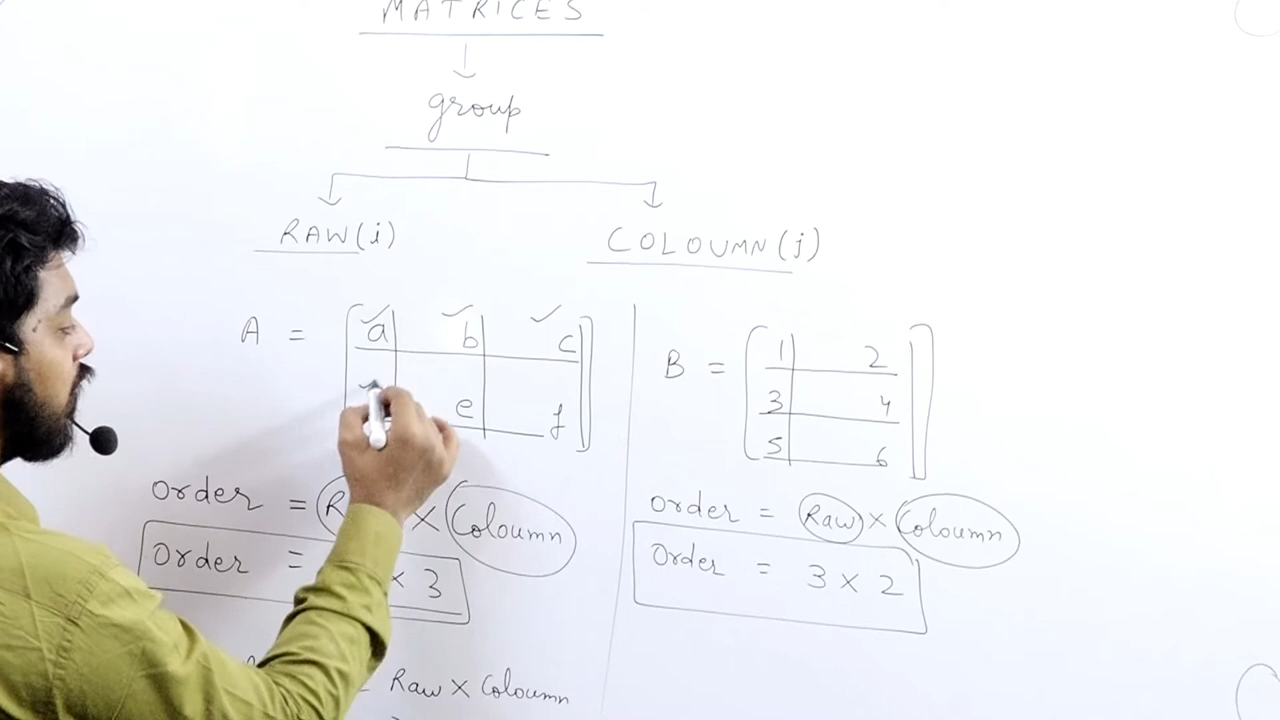 MATRICES
group
RAW(i) COLOUMN(j)
A = [ a b c
e f ]
B = [ 1 2
3 4
5 6 ]
order = × Coloumn
order = × 3
Raw × Coloumn
order = Raw × Coloumn
Order = 3 × 2